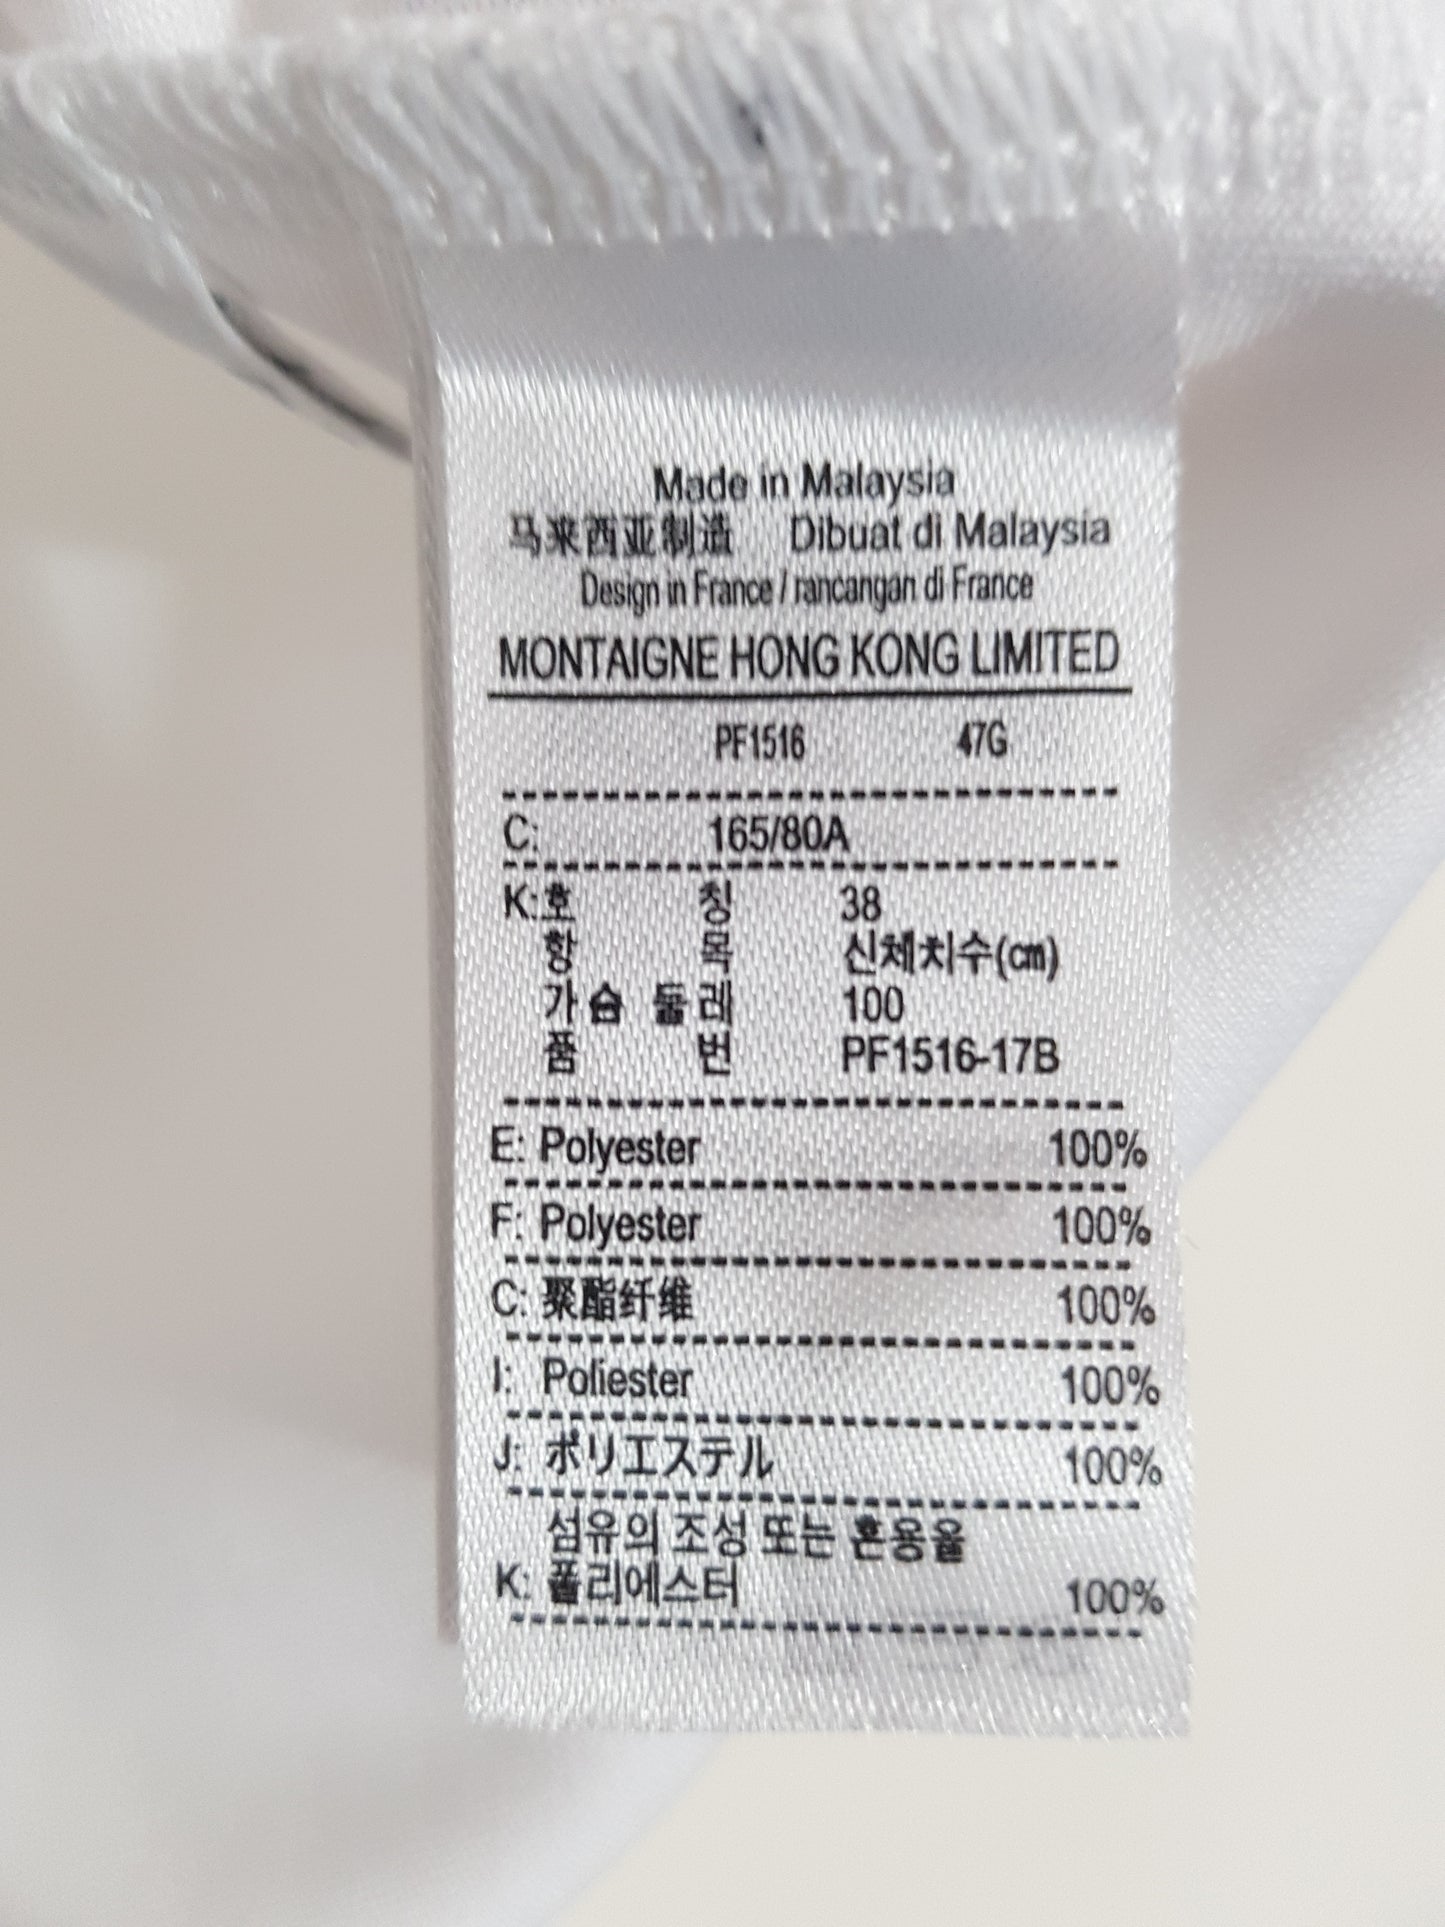 Made in Malaysia
马来西亚制造 Dibuat di Malaysia
Design in France / rancangan di France
MONTAIGNE HONG KONG LIMITED
PF1516 47G
C: 165/80A
K:호 칭 38
항 목 신체치수(㎝)
가 슴 둘 레 100
품 번 PF1516-17B
E: Polyester 100%
F: Polyester 100%
C: 聚酯纤维 100%
I: Poliester 100%
J: ポリエステル 100%
섬유의 조성 또는 혼용율
K: 폴리에스터 100%